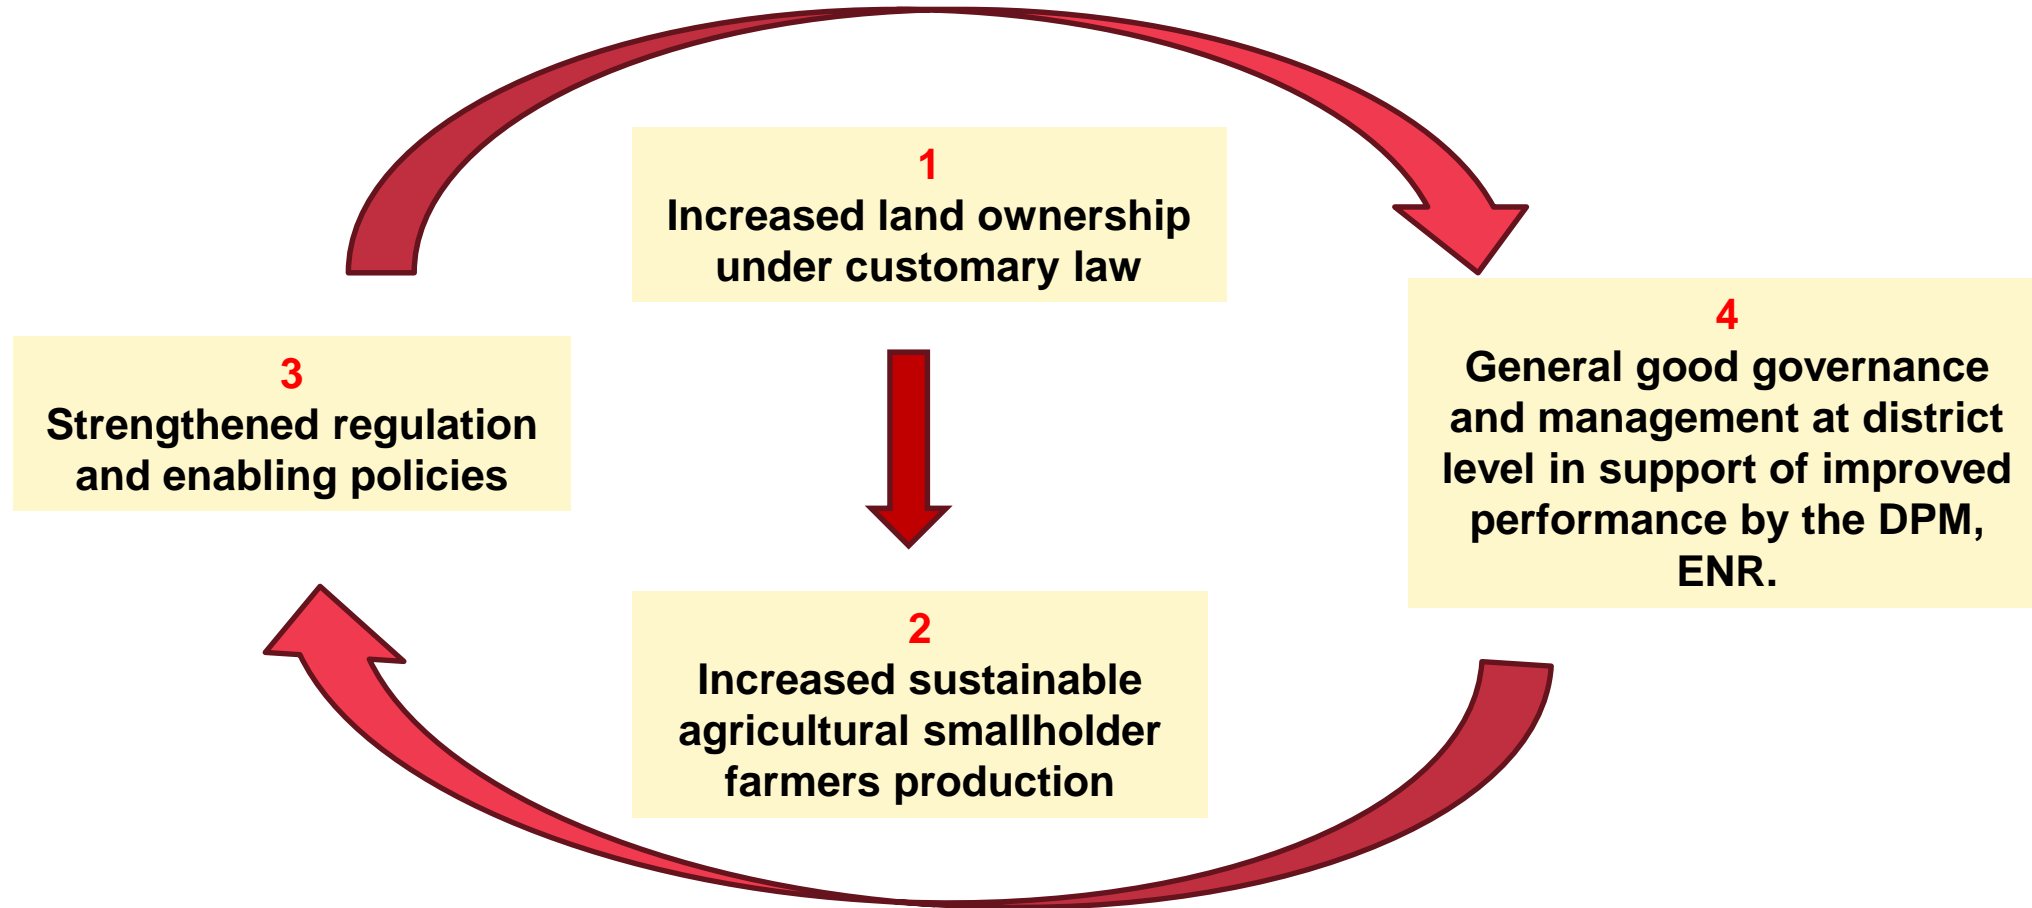 1
Increased land ownership
under customary law
3
Strengthened regulation
and enabling policies
4
General good governance
and management at district
level in support of improved
performance by the DPM,
ENR.
2
Increased sustainable
agricultural smallholder
farmers production